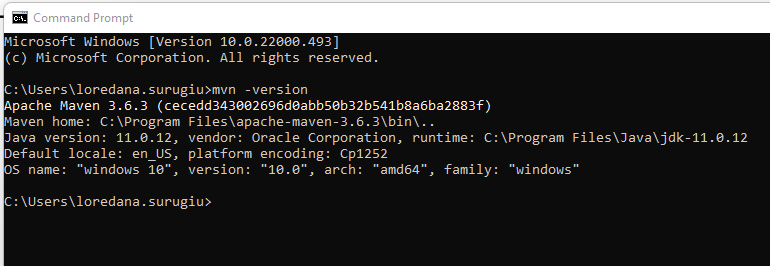 Command Prompt
Microsoft Windows [Version 10.0.22000.493]
(c) Microsoft Corporation. All rights reserved.
C:\Users\loredana.surugiu>mvn -version
Apache Maven 3.6.3 (cecedd343002696d0abb50b32b541b8a6ba2883f)
Maven home: C:\Program Files\apache-maven-3.6.3\bin\..
Java version: 11.0.12, vendor: Oracle Corporation, runtime: C:\Program Files\Java\jdk-11.0.12
Default locale: en_US, platform encoding: Cp1252
OS name: "windows 10", version: "10.0", arch: "amd64", family: "windows"
C:\Users\loredana.surugiu>